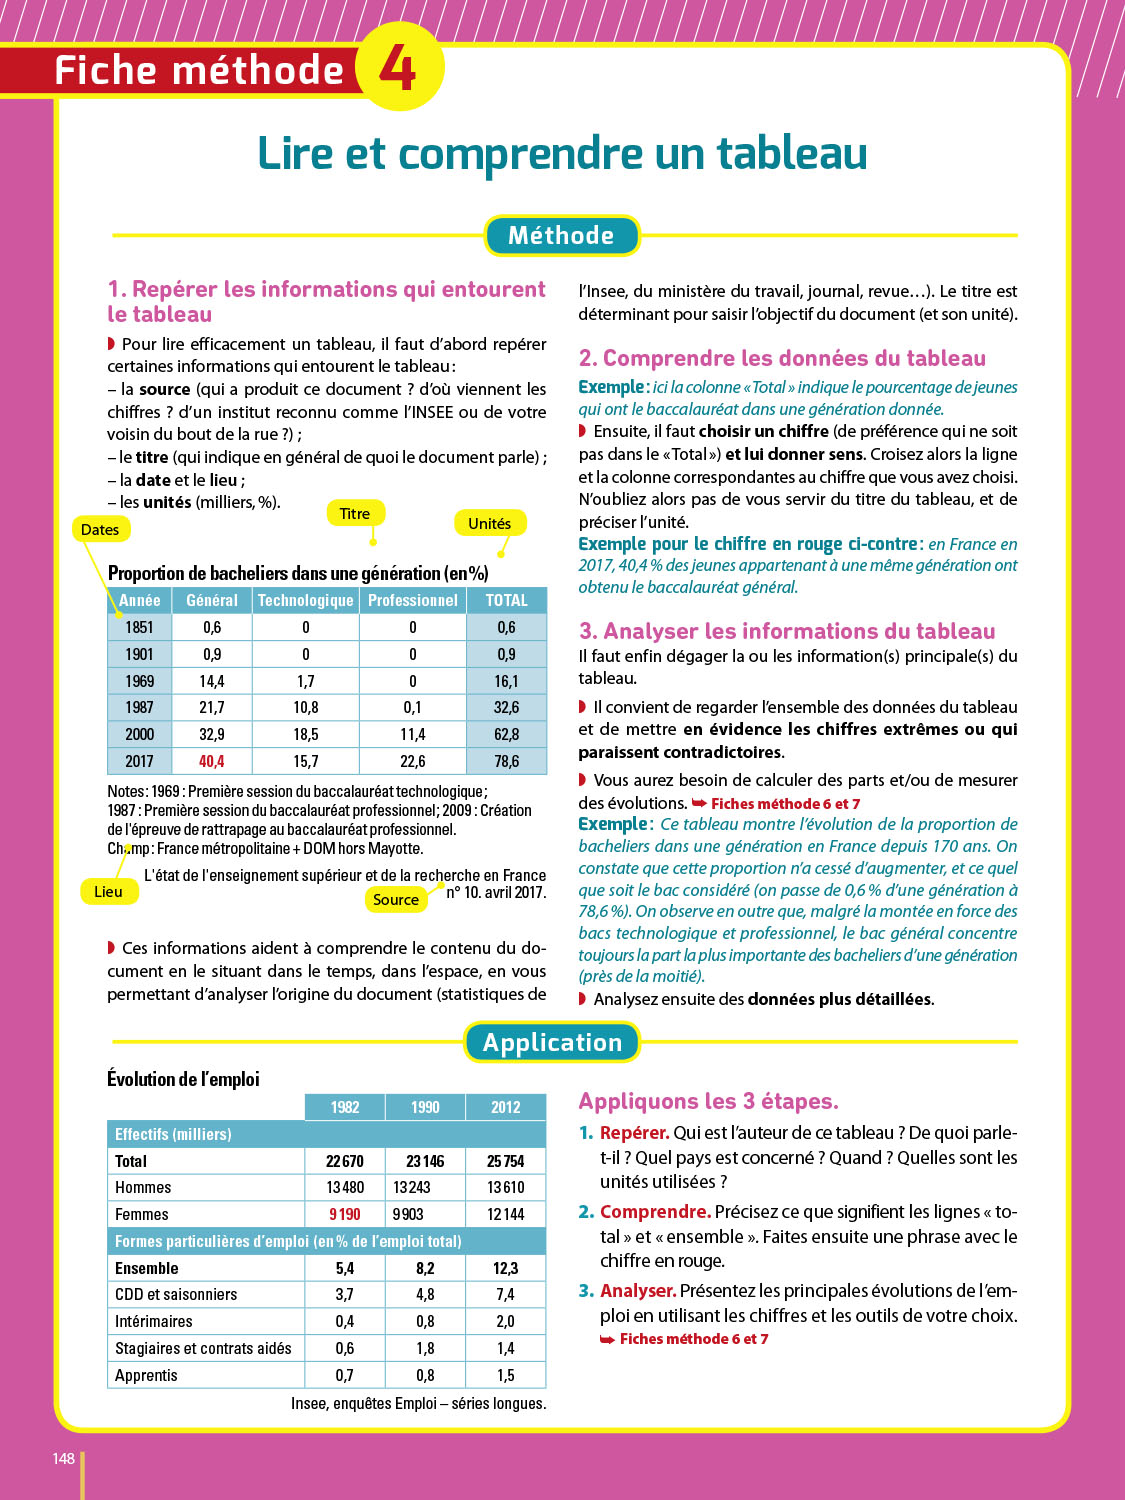 Fiche méthode 4
Lire et comprendre un tableau
Méthode
1. Repérer les informations qui entourent
le tableau
Pour lire efficacement un tableau, il faut d'abord repérer
certaines informations qui entourent le tableau :
– la source (qui a produit ce document ? d'où viennent les
chiffres ? d'un institut reconnu comme l'INSEE ou de votre
voisin du bout de la rue ?) ;
– le titre (qui indique en général de quoi le document parle) ;
– la date et le lieu ;
– les unités (milliers, %).
Dates
Titre
Unités
Proportion de bacheliers dans une génération (en %)
Année Général Technologique Professionnel TOTAL
1851 0,6 0 0 0,6
1901 0,9 0 0 0,9
1969 14,4 1,7 0 16,1
1987 21,7 10,8 0,1 32,6
2000 32,9 18,5 11,4 62,8
2017 40,4 15,7 22,6 78,6
Notes : 1969 : Première session du baccalauréat technologique ;
1987 : Première session du baccalauréat professionnel ; 2009 : Création
de l'épreuve de rattrapage au baccalauréat professionnel.
Champ : France métropolitaine + DOM hors Mayotte.
L'état de l'enseignement supérieur et de la recherche en France
n° 10. avril 2017.
Lieu
Source
Ces informations aident à comprendre le contenu du do-
cument en le situant dans le temps, dans l'espace, en vous
permettant d'analyser l'origine du document (statistiques de
l'Insee, du ministère du travail, journal, revue…). Le titre est
déterminant pour saisir l'objectif du document (et son unité).
2. Comprendre les données du tableau
Exemple : ici la colonne « Total » indique le pourcentage de jeunes
qui ont le baccalauréat dans une génération donnée.
Ensuite, il faut choisir un chiffre (de préférence qui ne soit
pas dans le « Total ») et lui donner sens. Croisez alors la ligne
et la colonne correspondantes au chiffre que vous avez choisi.
N'oubliez alors pas de vous servir du titre du tableau, et de
préciser l'unité.
Exemple pour le chiffre en rouge ci-contre : en France en
2017, 40,4 % des jeunes appartenant à une même génération ont
obtenu le baccalauréat général.
3. Analyser les informations du tableau
Il faut enfin dégager la ou les information(s) principale(s) du
tableau.
Il convient de regarder l'ensemble des données du tableau
et de mettre en évidence les chiffres extrêmes ou qui
paraissent contradictoires.
Vous aurez besoin de calculer des parts et/ou de mesurer
des évolutions. ➥ Fiches méthode 6 et 7
Exemple : Ce tableau montre l'évolution de la proportion de
bacheliers dans une génération en France depuis 170 ans. On
constate que cette proportion n'a cessé d'augmenter, et ce quel
que soit le bac considéré (on passe de 0,6 % d'une génération à
78,6 %). On observe en outre que, malgré la montée en force des
bacs technologique et professionnel, le bac général concentre
toujours la part la plus importante des bacheliers d'une génération
(près de la moitié).
Analysez ensuite des données plus détaillées.
Application
Évolution de l'emploi
1982 1990 2012
Effectifs (milliers)
Total 22 670 23 146 25 754
Hommes 13 480 13 243 13 610
Femmes 9 190 9 903 12 144
Formes particulières d'emploi (en % de l'emploi total)
Ensemble 5,4 8,2 12,3
CDD et saisonniers 3,7 4,8 7,4
Intérimaires 0,4 0,8 2,0
Stagiaires et contrats aidés 0,6 1,8 1,4
Apprentis 0,7 0,8 1,5
Insee, enquêtes Emploi – séries longues.
Appliquons les 3 étapes.
1. Repérer. Qui est l'auteur de ce tableau ? De quoi parle-
t-il ? Quel pays est concerné ? Quand ? Quelles sont les
unités utilisées ?
2. Comprendre. Précisez ce que signifient les lignes « to-
tal » et « ensemble ». Faites ensuite une phrase avec le
chiffre en rouge.
3. Analyser. Présentez les principales évolutions de l'em-
ploi en utilisant les chiffres et les outils de votre choix.
➥ Fiches méthode 6 et 7
148